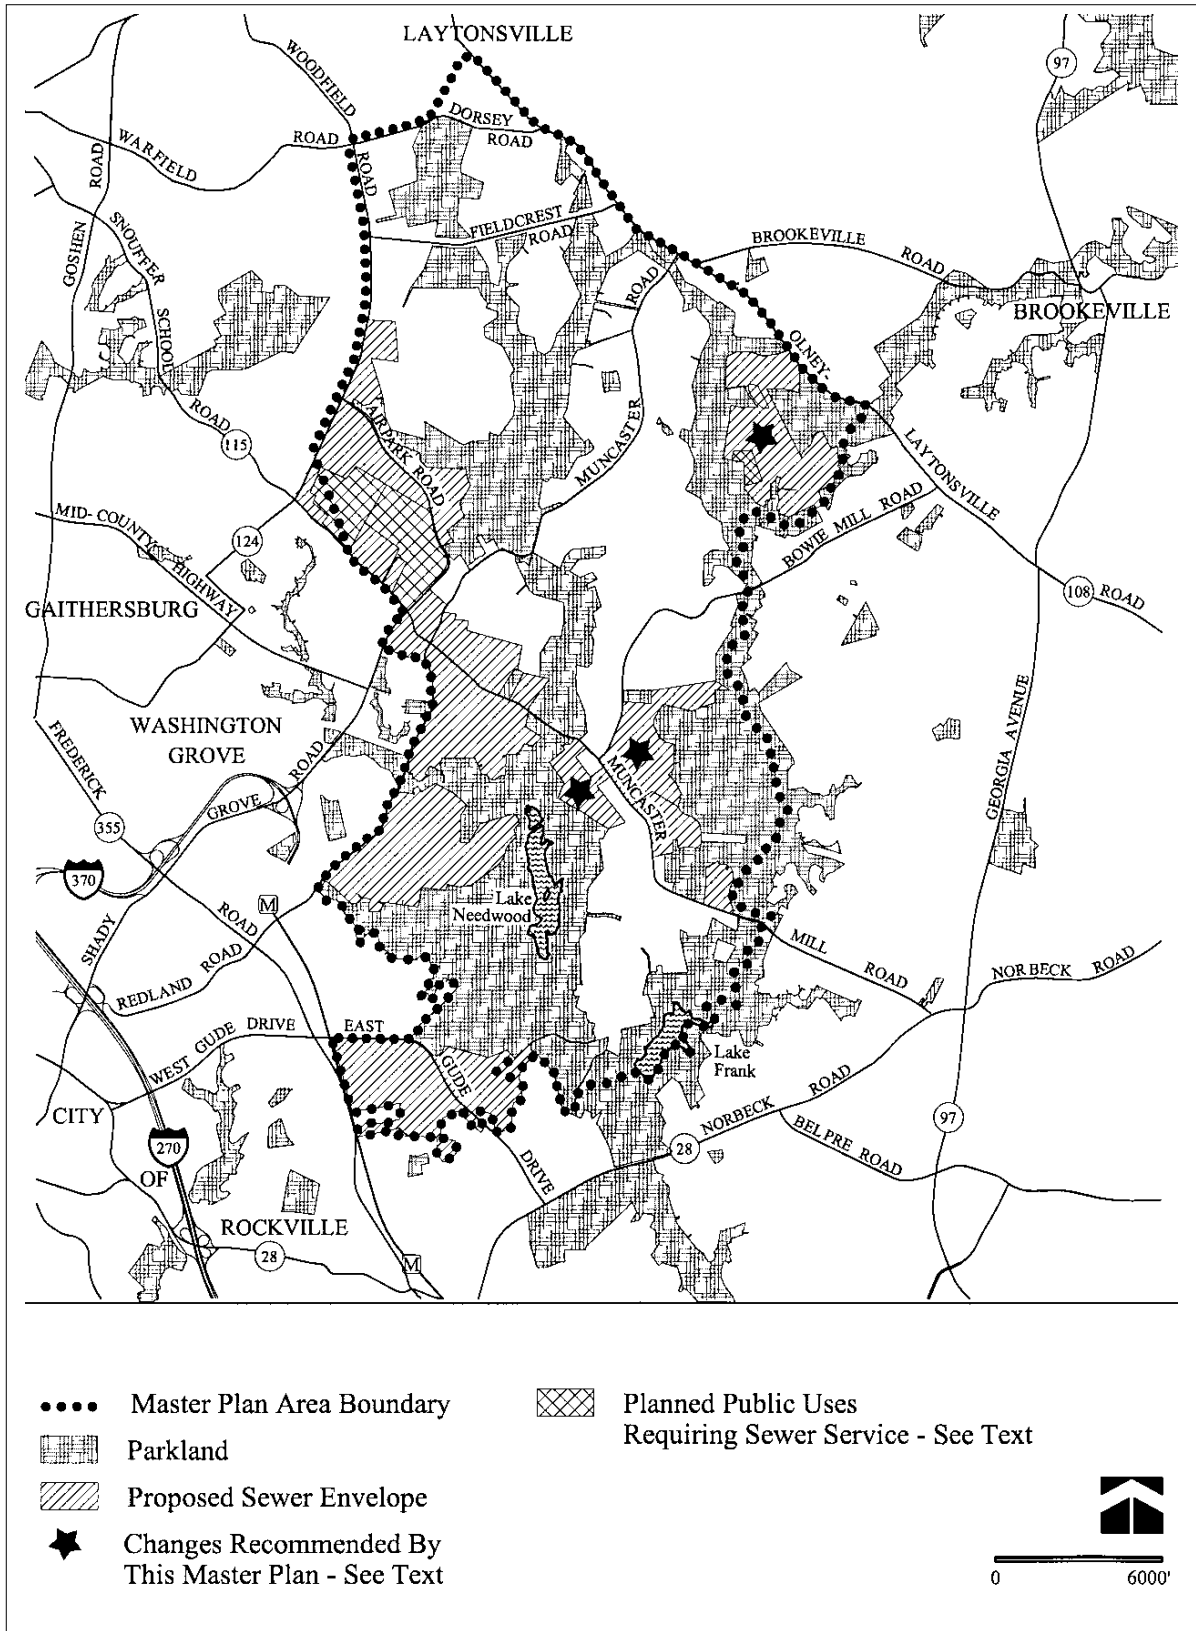 LAYTONSVILLE
WOODFIELD
97
DORSEY
ROAD
ROAD
WARFIELD
ROAD
ROAD
GOSHEN
SNOUFFER
SCHOOL
ROAD
115
FIELDCREST
ROAD
BROOKEVILLE
ROAD
ROAD
BROOKEVILLE
OLNEY-
LAYTONSVILLE
AIRPARK ROAD
MUNCASTER
MID-COUNTY
HIGHWAY
124
BOWIE MILL ROAD
108
ROAD
GAITHERSBURG
WASHINGTON
GROVE
GEORGIA AVENUE
FREDERICK
355
ROAD
GROVE
ROAD
MUNCASTER
370
SHADY
M
Lake
Needwood
MILL
ROAD
NORBECK ROAD
REDLAND ROAD
WEST GUDE DRIVE
EAST
GUDE
DRIVE
Lake
Frank
CITY
270
OF
ROCKVILLE
NORBECK
ROAD
28
BELPRE ROAD
97
28
M
Master Plan Area Boundary
Parkland
Proposed Sewer Envelope
Changes Recommended By
This Master Plan - See Text
Planned Public Uses
Requiring Sewer Service - See Text
0 6000'